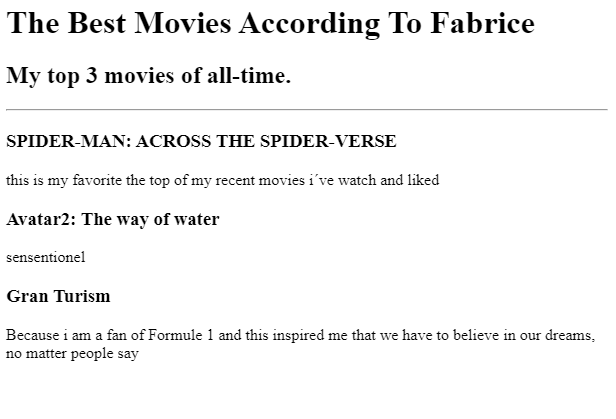 The Best Movies According To Fabrice
My top 3 movies of all-time.
SPIDER-MAN: ACROSS THE SPIDER-VERSE
this is my favorite the top of my recent movies i´ve watch and liked
Avatar2: The way of water
sensentionel
Gran Turism
Because i am a fan of Formule 1 and this inspired me that we have to believe in our dreams,
no matter people say